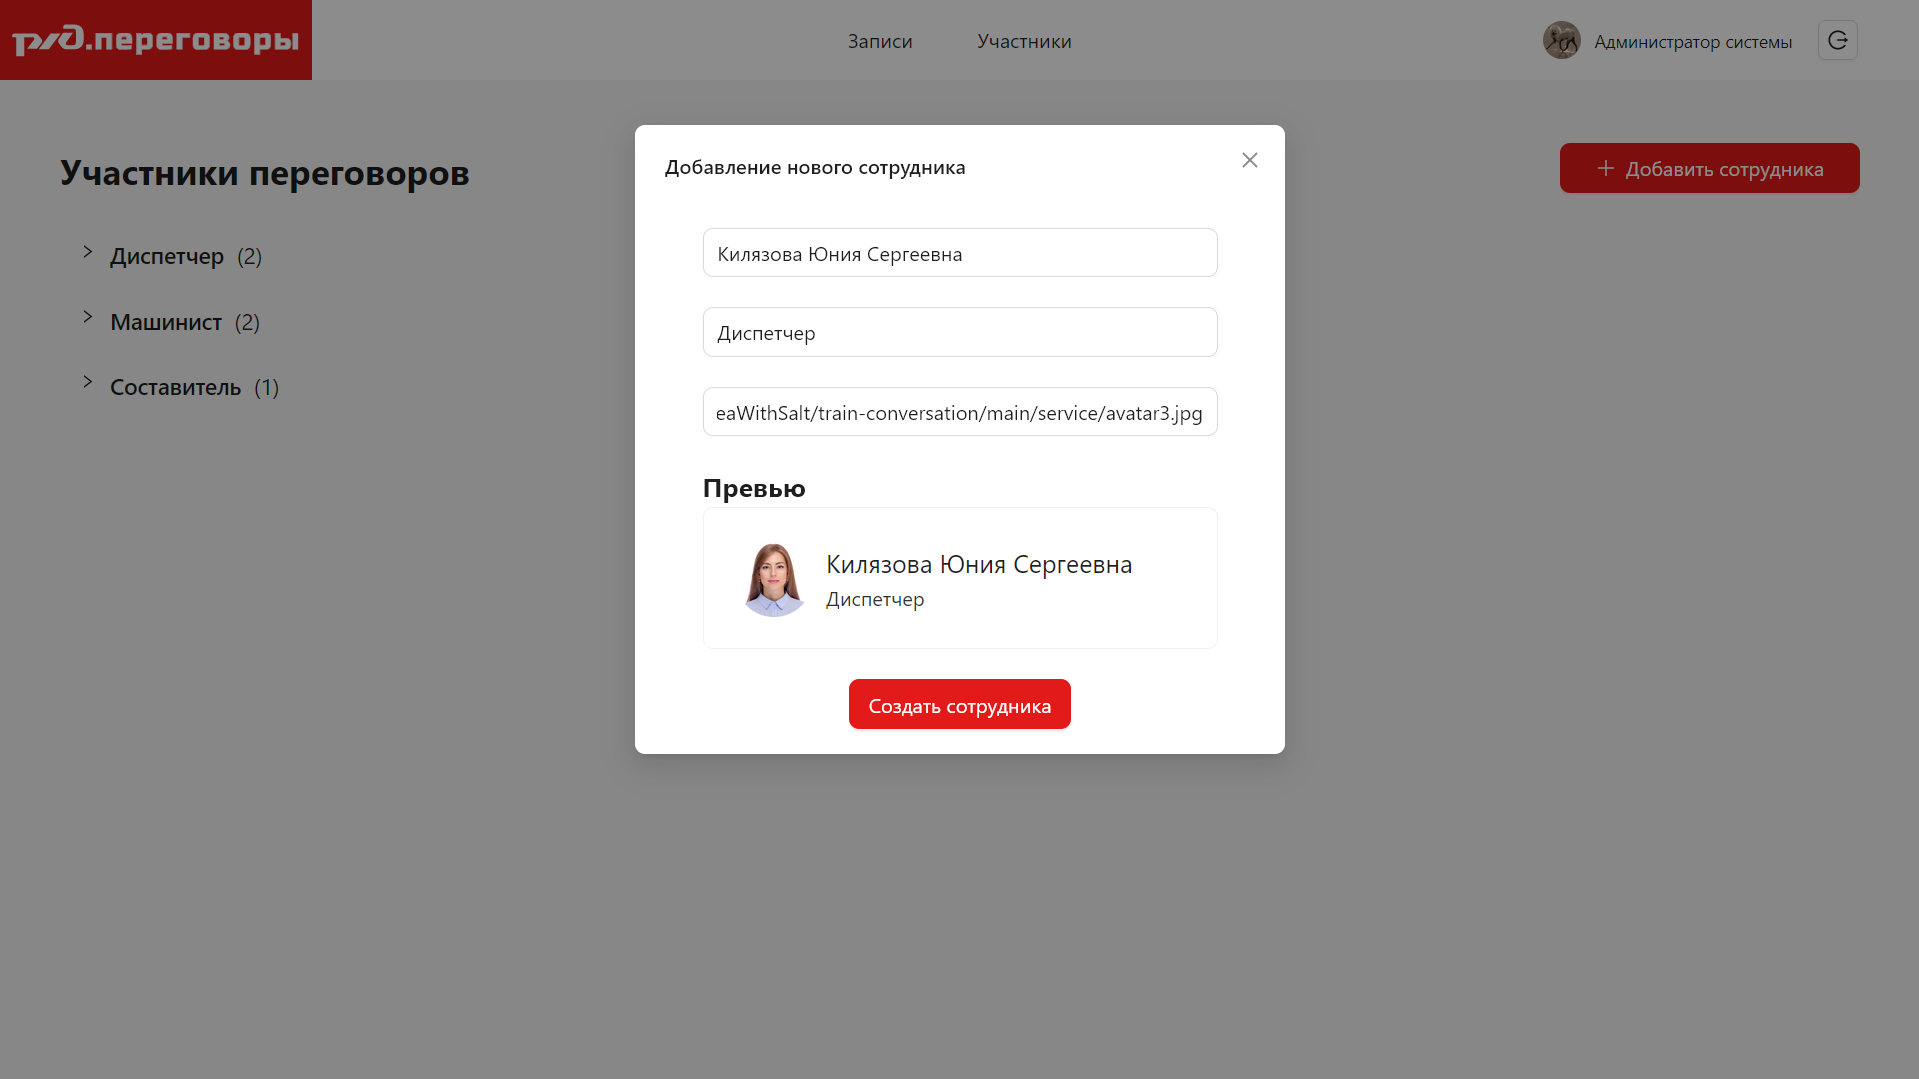 ржд.переговоры
Записи
Участники
Администратор системы
Участники переговоров
+ Добавить сотрудника
Диспетчер (2)
Машинист (2)
Составитель (1)
Добавление нового сотрудника
Килязова Юния Сергеевна
Диспетчер
eaWithSalt/train-conversation/main/service/avatar3.jpg
Превью
Килязова Юния Сергеевна
Диспетчер
Создать сотрудника